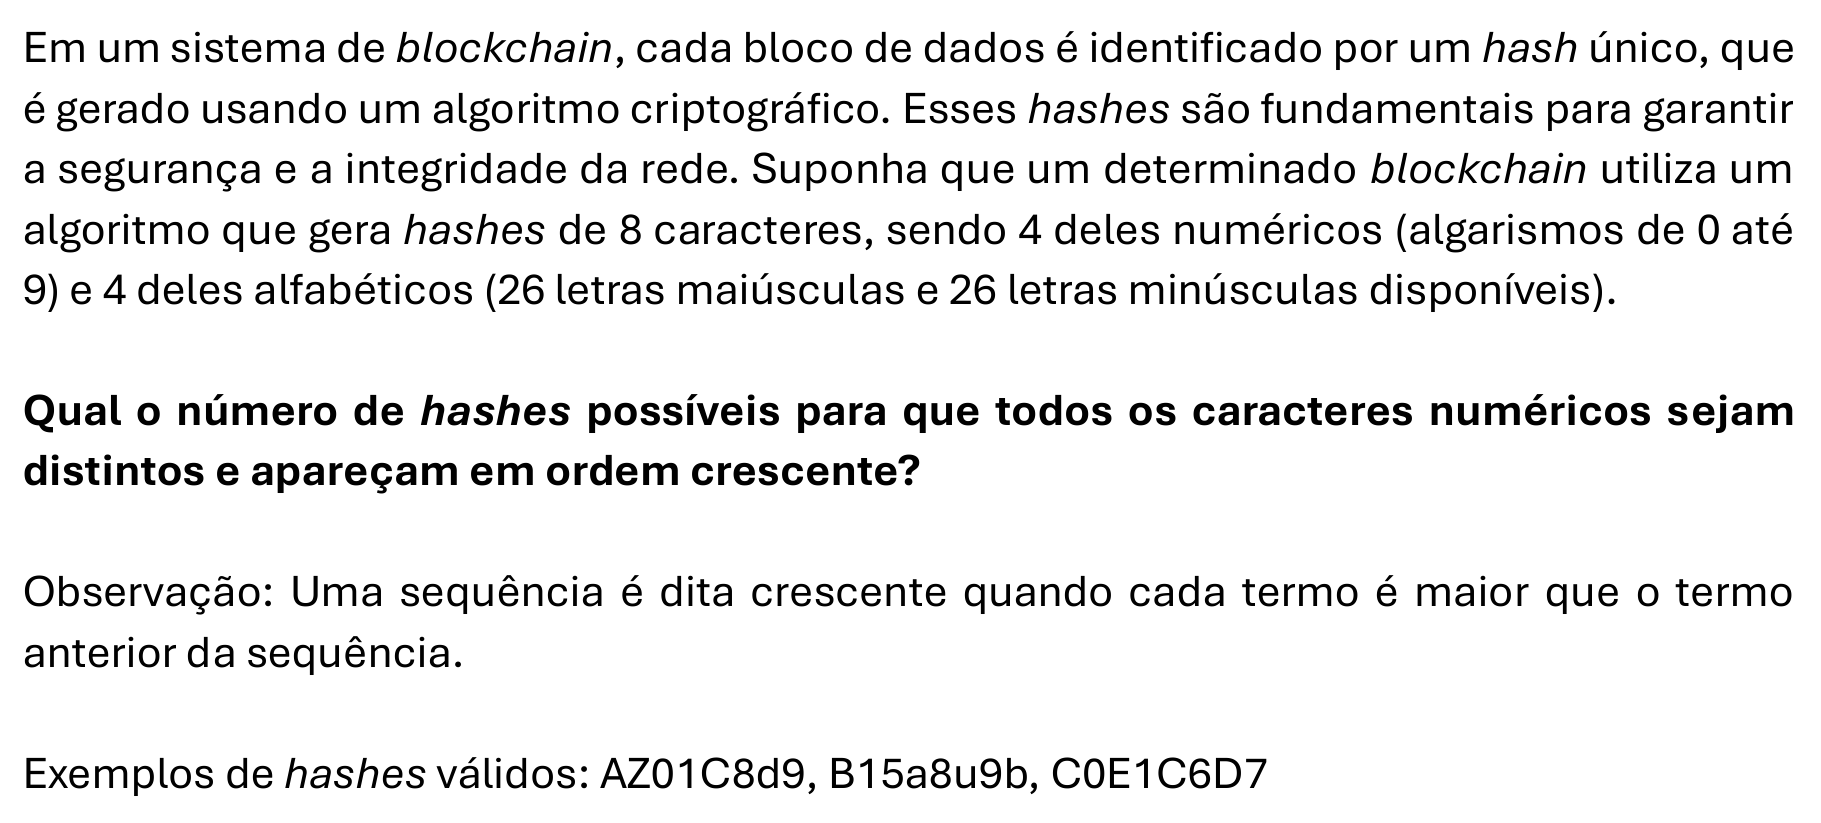 Em um sistema de blockchain, cada bloco de dados é identificado por um hash único, que
é gerado usando um algoritmo criptográfico. Esses hashes são fundamentais para garantir
a segurança e a integridade da rede. Suponha que um determinado blockchain utiliza um
algoritmo que gera hashes de 8 caracteres, sendo 4 deles numéricos (algarismos de 0 até
9) e 4 deles alfabéticos (26 letras maiúsculas e 26 letras minúsculas disponíveis).
Qual o número de hashes possíveis para que todos os caracteres numéricos sejam
distintos e apareçam em ordem crescente?
Observação: Uma sequência é dita crescente quando cada termo é maior que o termo
anterior da sequência.
Exemplos de hashes válidos: AZ01C8d9, B15a8u9b, C0E1C6D7